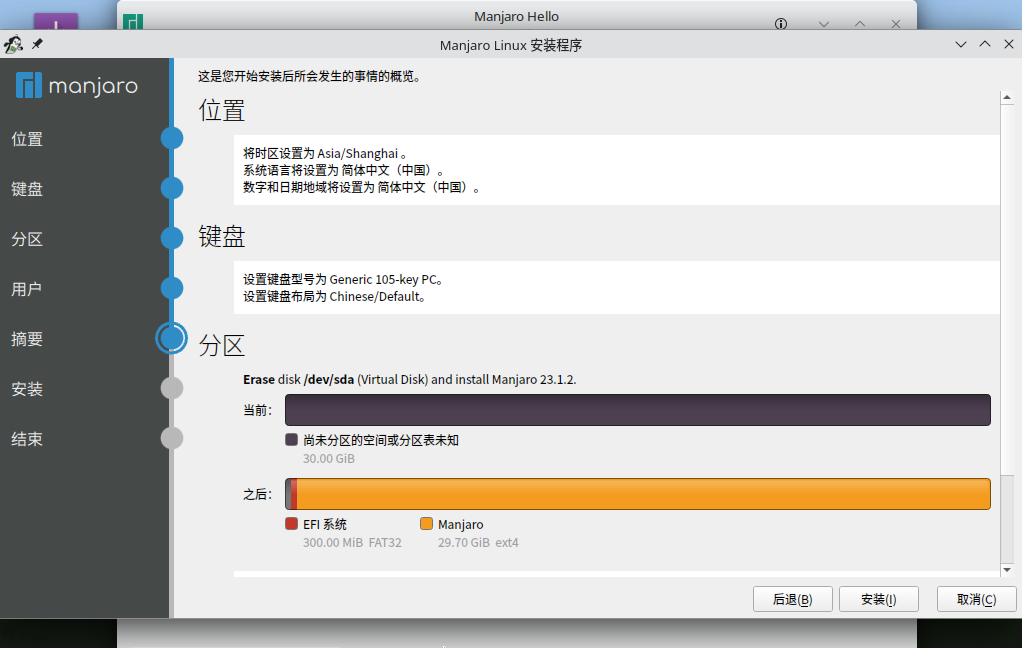 Manjaro Hello
Manjaro Linux 安装程序
manjaro
位置
键盘
分区
用户
摘要
安装
结束
这是您开始安装后所会发生的事情的概览。
位置
将时区设置为 Asia/Shanghai 。
系统语言将设置为 简体中文（中国）。
数字和日期地域将设置为 简体中文（中国）。
键盘
设置键盘型号为 Generic 105-key PC。
设置键盘布局为 Chinese/Default。
分区
Erase disk /dev/sda (Virtual Disk) and install Manjaro 23.1.2.
当前：
尚未分区的空间或分区表未知
30.00 GiB
之后：
EFI 系统 Manjaro
300.00 MiB FAT32 29.70 GiB ext4
后退(B) 安装(I) 取消(C)